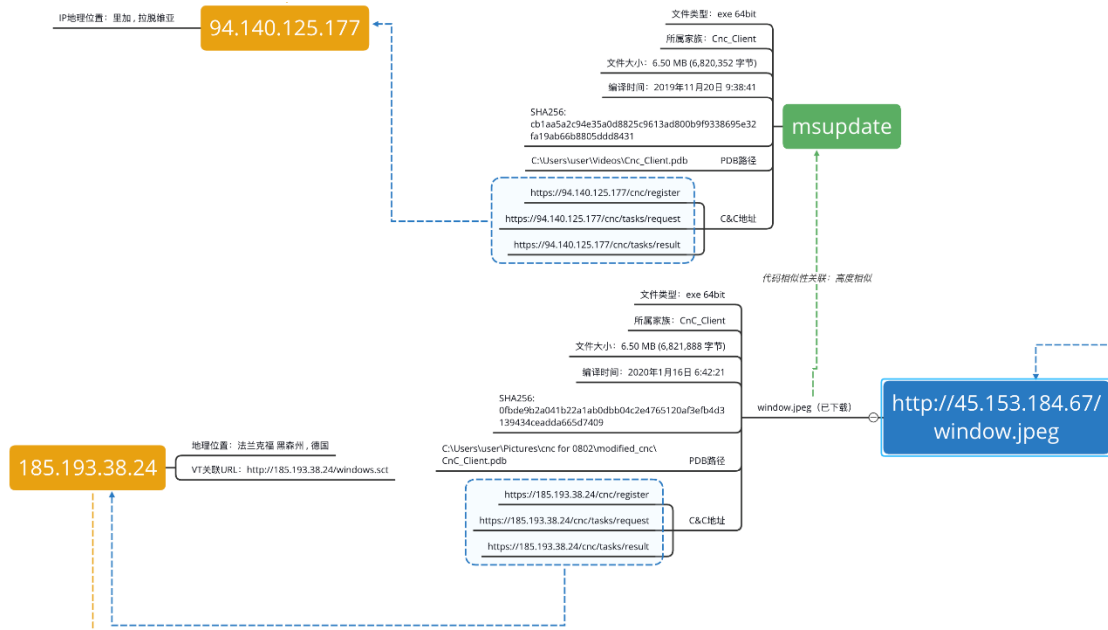 IP地理位置：里加 , 拉脱维亚
94.140.125.177
文件类型：exe 64bit
所属家族：Cnc_Client
文件大小：6.50 MB (6,820,352 字节)
编译时间：2019年11月20日 9:38:41
SHA256:
cb1aa5a2c94e35a0d8825c9613ad800b9f9338695e32
fa19ab66b8805ddd8431
msupdate
C:\Users\user\Videos\Cnc_Client.pdb
PDB路径
https://94.140.125.177/cnc/register
https://94.140.125.177/cnc/tasks/request
C&C地址
https://94.140.125.177/cnc/tasks/result
代码相似性关联：高度相似
文件类型：exe 64bit
所属家族：CnC_Client
文件大小：6.50 MB (6,821,888 字节)
编译时间：2020年1月16日 6:42:21
SHA256:
0fbde9b2a041b22a1ab0dbb04c2e4765120af3efb4d3
139434ceadda665d7409
window.jpeg（已下载）
http://45.153.184.67/
window.jpeg
C:\Users\user\Pictures\cnc for 0802\modified_cnc\
CnC_Client.pdb
PDB路径
185.193.38.24
地理位置：法兰克福 黑森州 , 德国
VT关联URL：http://185.193.38.24/windows.sct
https://185.193.38.24/cnc/register
https://185.193.38.24/cnc/tasks/request
C&C地址
https://185.193.38.24/cnc/tasks/result